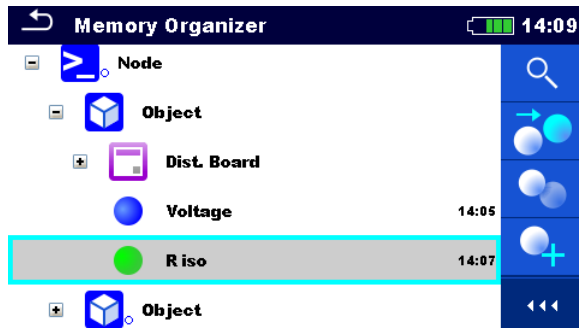 Memory Organizer 14:09
Node
Object
Dist. Board
Voltage 14:05
R iso 14:07
Object